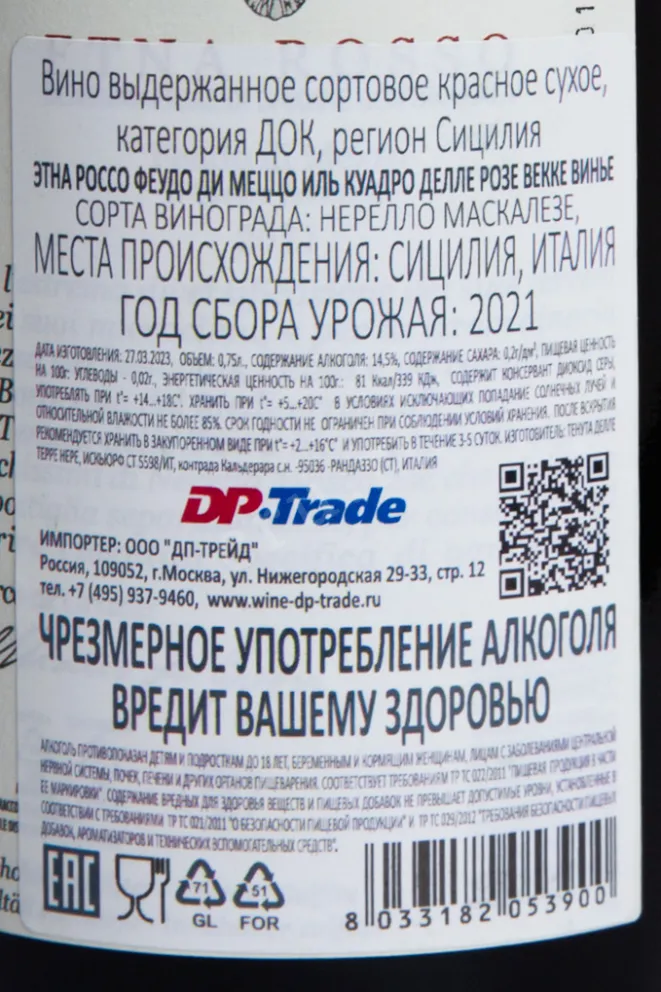 ETNA ROSSO
Вино выдержанное сортовое красное сухое,
категория ДОК, регион Сицилия
ЭТНА РОССО ФЕУДО ДИ МЕЦЦО ИЛЬ КУАДРО ДЕЛЛЕ РОЗЕ ВЕККЕ ВИНЬЕ
СОРТА ВИНОГРАДА: НЕРЕЛЛО МАСКАЛЕЗЕ,
МЕСТА ПРОИСХОЖДЕНИЯ: СИЦИЛИЯ, ИТАЛИЯ
ГОД СБОРА УРОЖАЯ: 2021
ДАТА ИЗГОТОВЛЕНИЯ: 27.03.2023, ОБЪЕМ: 0,75л., СОДЕРЖАНИЕ АЛКОГОЛЯ: 14,5%, СОДЕРЖАНИЕ САХАРА: 0,2г/дм³, ПИЩЕВАЯ ЦЕННОСТЬ
НА 100г: УГЛЕВОДЫ - 0,02г., ЭНЕРГЕТИЧЕСКАЯ ЦЕННОСТЬ НА 100г.: 81 Ккал/339 КДж, СОДЕРЖИТ КОНСЕРВАНТ ДИОКСИД СЕРЫ,
УПОТРЕБЛЯТЬ ПРИ t°= +14...+18C°. ХРАНИТЬ ПРИ t°= +5...+20C° В УСЛОВИЯХ ИСКЛЮЧАЮЩИХ ПОПАДАНИЕ СОЛНЕЧНЫХ ЛУЧЕЙ И
ОТНОСИТЕЛЬНОЙ ВЛАЖНОСТИ НЕ БОЛЕЕ 85%. СРОК ГОДНОСТИ НЕ ОГРАНИЧЕН ПРИ СОБЛЮДЕНИИ УСЛОВИЙ ХРАНЕНИЯ. ПОСЛЕ ВСКРЫТИЯ
РЕКОМЕНДУЕТСЯ ХРАНИТЬ В ЗАКУПОРЕННОМ ВИДЕ ПРИ t°= +2...+16°C° И УПОТРЕБИТЬ В ТЕЧЕНИЕ 3-5 СУТОК. ИЗГОТОВИТЕЛЬ: ТЕНУТА ДЕЛЛЕ
ТЕРРЕ НЕРЕ, ИСКЬЮРО CT 5598/ИТ, контрада Кальдерара с.н. -95036 -РАНДАЗЗО (CT), ИТАЛИЯ
DP·Trade
ИМПОРТЕР: ООО "ДП-ТРЕЙД"
Россия, 109052, г.Москва, ул. Нижегородская 29-33, стр. 12
тел. +7 (495) 937-9460, www.wine-dp-trade.ru
ЧРЕЗМЕРНОЕ УПОТРЕБЛЕНИЕ АЛКОГОЛЯ
ВРЕДИТ ВАШЕМУ ЗДОРОВЬЮ
АЛКОГОЛЬ ПРОТИВОПОКАЗАН ДЕТЯМ И ПОДРОСТКАМ ДО 18 ЛЕТ, БЕРЕМЕННЫМ И КОРМЯЩИМ ЖЕНЩИНАМ, ЛИЦАМ С ЗАБОЛЕВАНИЯМИ ЦЕНТРАЛЬНОЙ
НЕРВНОЙ СИСТЕМЫ, ПОЧЕК, ПЕЧЕНИ И ДРУГИХ ОРГАНОВ ПИЩЕВАРЕНИЯ. СООТВЕТСТВУЕТ ТРЕБОВАНИЯМ ТР ТС 022/2011 "ПИЩЕВАЯ ПРОДУКЦИЯ В ЧАСТИ
ЕЕ МАРКИРОВКИ". СОДЕРЖАНИЕ ВРЕДНЫХ ДЛЯ ЗДОРОВЬЯ ВЕЩЕСТВ И ПИЩЕВЫХ ДОБАВОК НЕ ПРЕВЫШАЕТ ДОПУСТИМЫЕ УРОВНИ, УСТАНОВЛЕННЫЕ В
СООТВЕТСТВИИ С ТРЕБОВАНИЯМИ ТР ТС 021/2011 "О БЕЗОПАСНОСТИ ПИЩЕВОЙ ПРОДУКЦИИ" И ТР ТС 029/2012 "ТРЕБОВАНИЯ БЕЗОПАСНОСТИ ПИЩЕВЫХ
ДОБАВОК, АРОМАТИЗАТОРОВ И ТЕХНИЧЕСКИХ ВСПОМОГАТЕЛЬНЫХ СРЕДСТВ".
EAC
71
GL
51
FOR
8 033182 053900